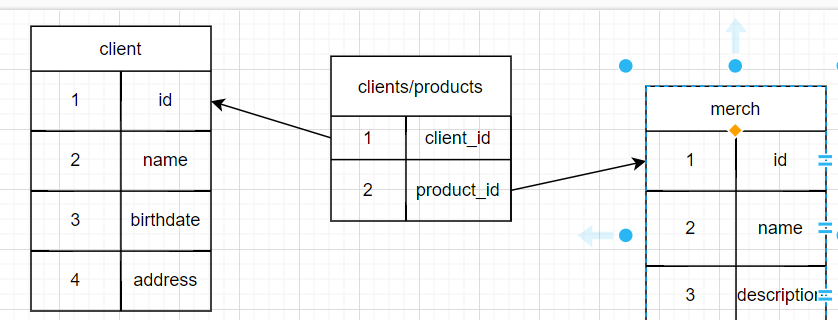 client
1 id
2 name
3 birthdate
4 address
clients/products
1 client_id
2 product_id
merch
1 id
2 name
3 description